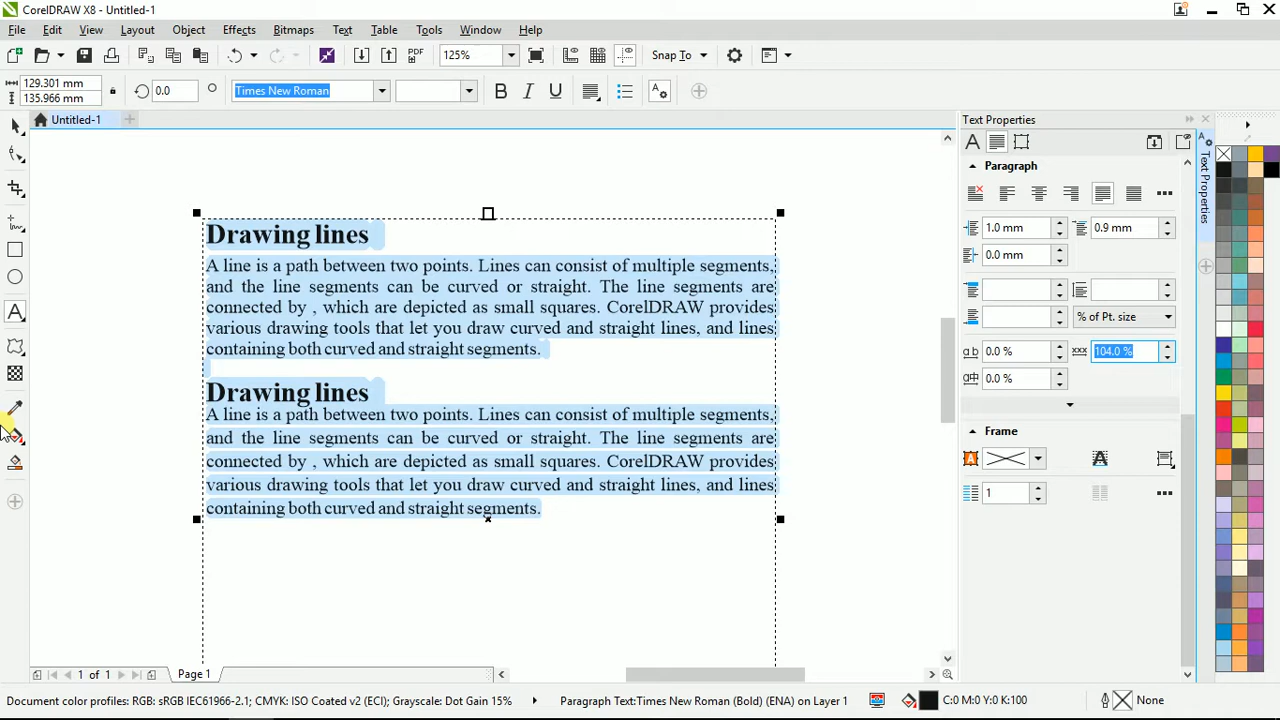 CorelDRAW X8 - Untitled-1
File Edit View Layout Object Effects Bitmaps Text Table Tools Window Help
PDF 125% Snap To
129.301 mm
135.966 mm
0.0 Times New Roman B I U
Untitled-1
Text Properties
Text Properties
Paragraph
1.0 mm 0.9 mm
0.0 mm
% of Pt. size
0.0 % 104.0 %
0.0 %
Frame
1
Drawing lines
A line is a path between two points. Lines can consist of multiple segments,
and the line segments can be curved or straight. The line segments are
connected by , which are depicted as small squares. CorelDRAW provides
various drawing tools that let you draw curved and straight lines, and lines
containing both curved and straight segments.
Drawing lines
A line is a path between two points. Lines can consist of multiple segments,
and the line segments can be curved or straight. The line segments are
connected by , which are depicted as small squares. CorelDRAW provides
various drawing tools that let you draw curved and straight lines, and lines
containing both curved and straight segments.
1 of 1 Page 1
Document color profiles: RGB: sRGB IEC61966-2.1; CMYK: ISO Coated v2 (ECI); Grayscale: Dot Gain 15% Paragraph Text:Times New Roman (Bold) (ENA) on Layer 1 C:0 M:0 Y:0 K:100 None